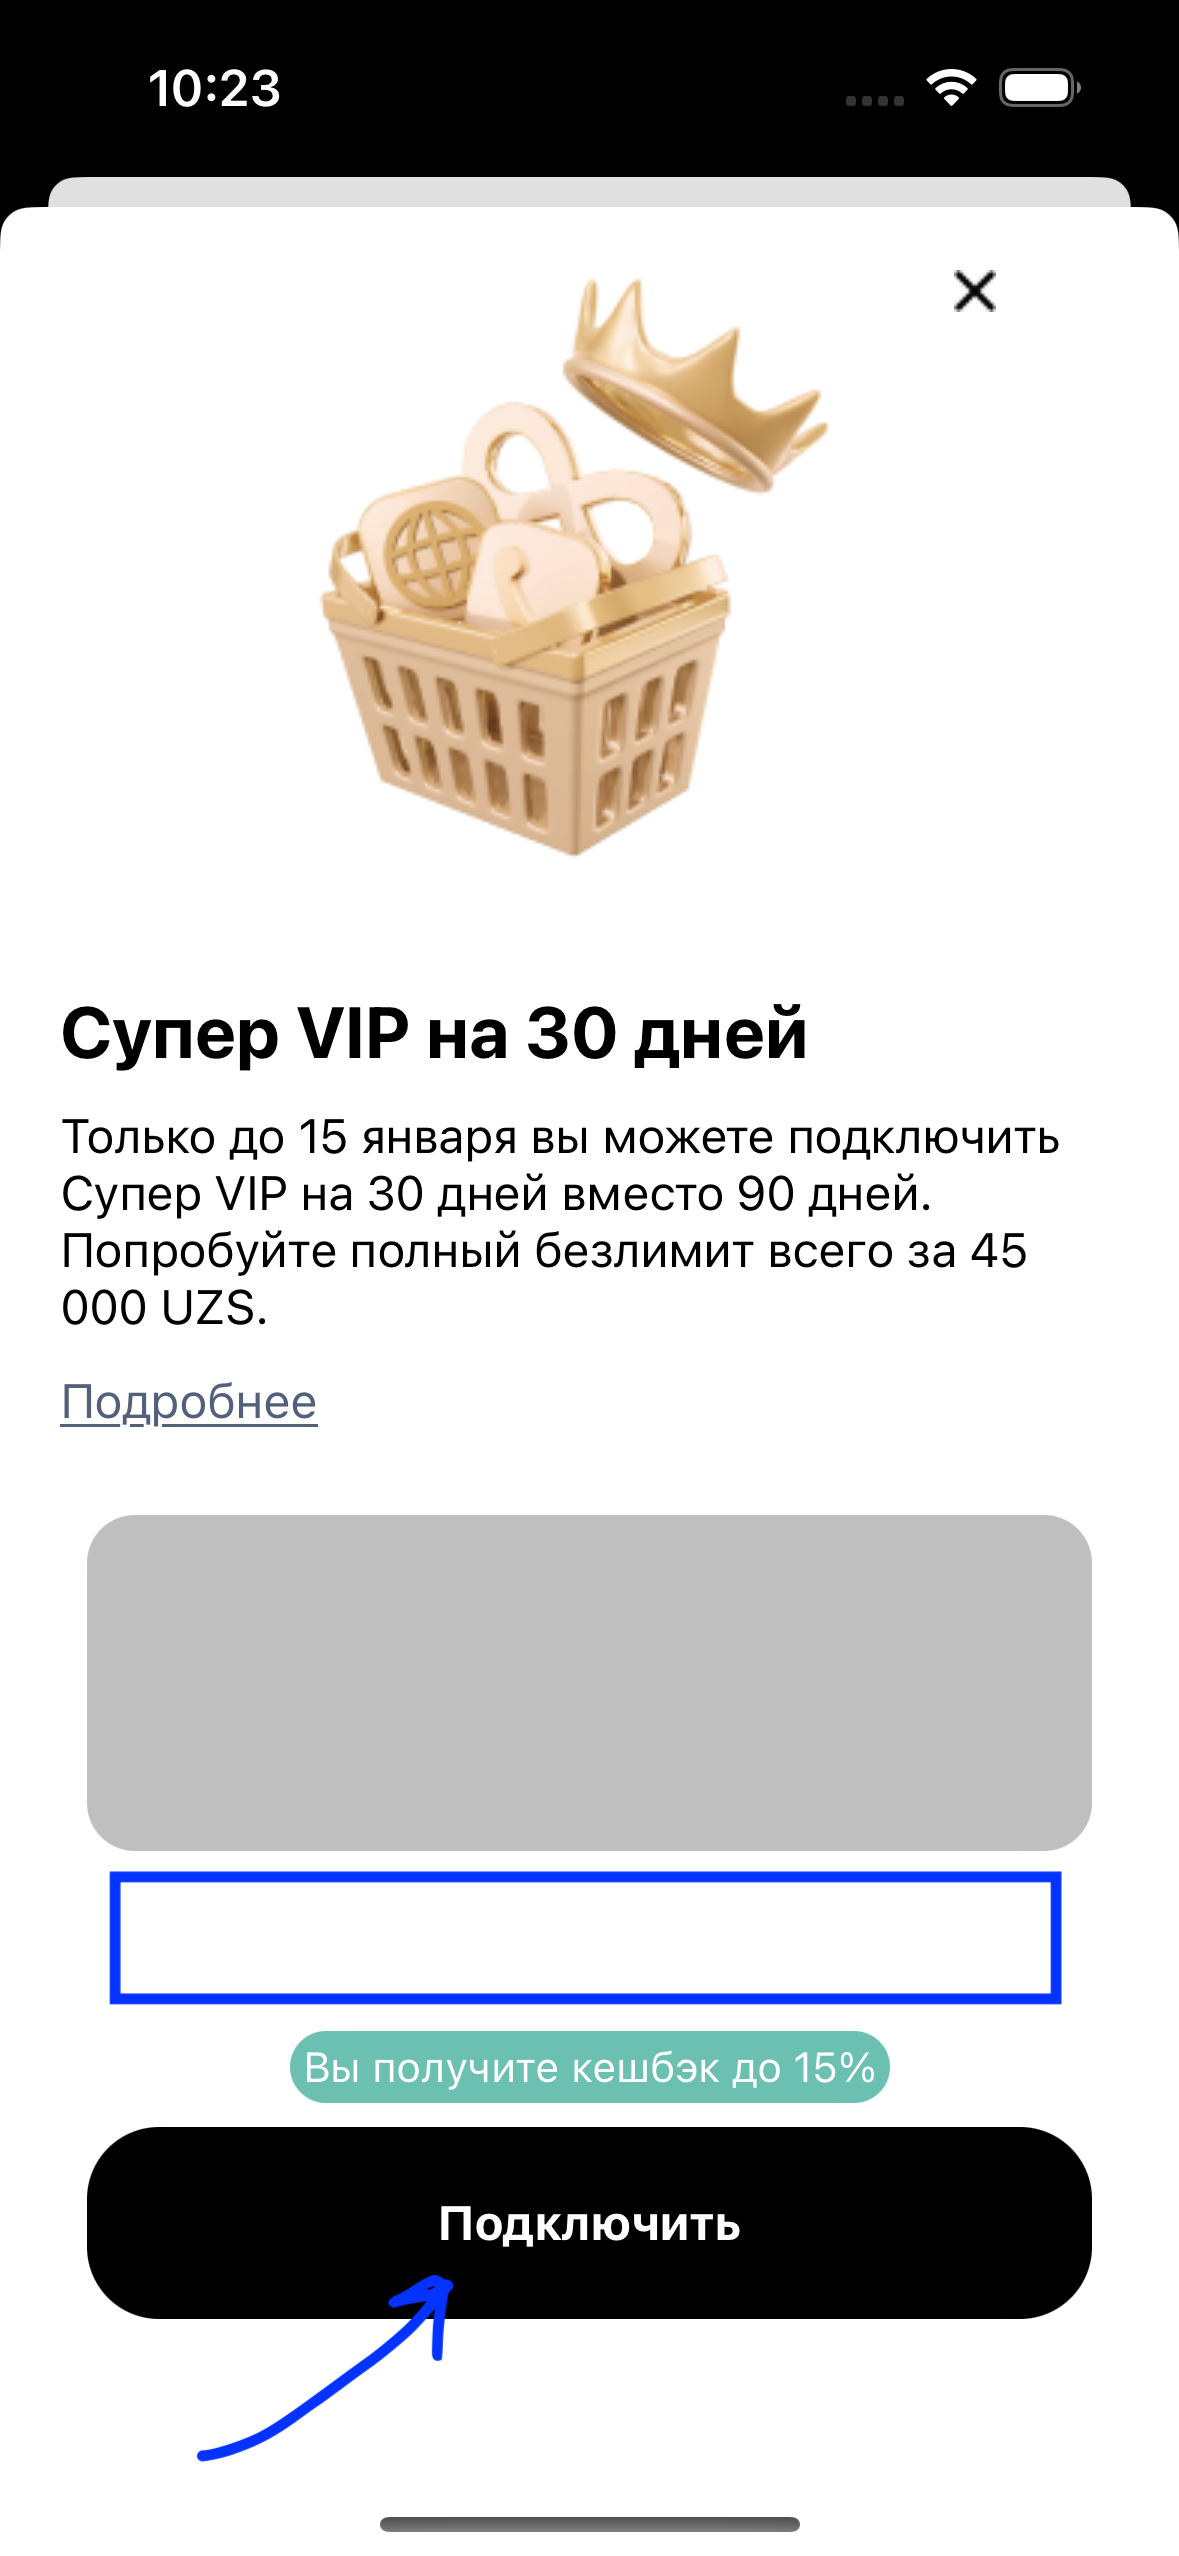 10:23
Супер VIP на 30 дней
Только до 15 января вы можете подключить
Супер VIP на 30 дней вместо 90 дней.
Попробуйте полный безлимит всего за 45
000 UZS.
Подробнее
Вы получите кешбэк до 15%
Подключить